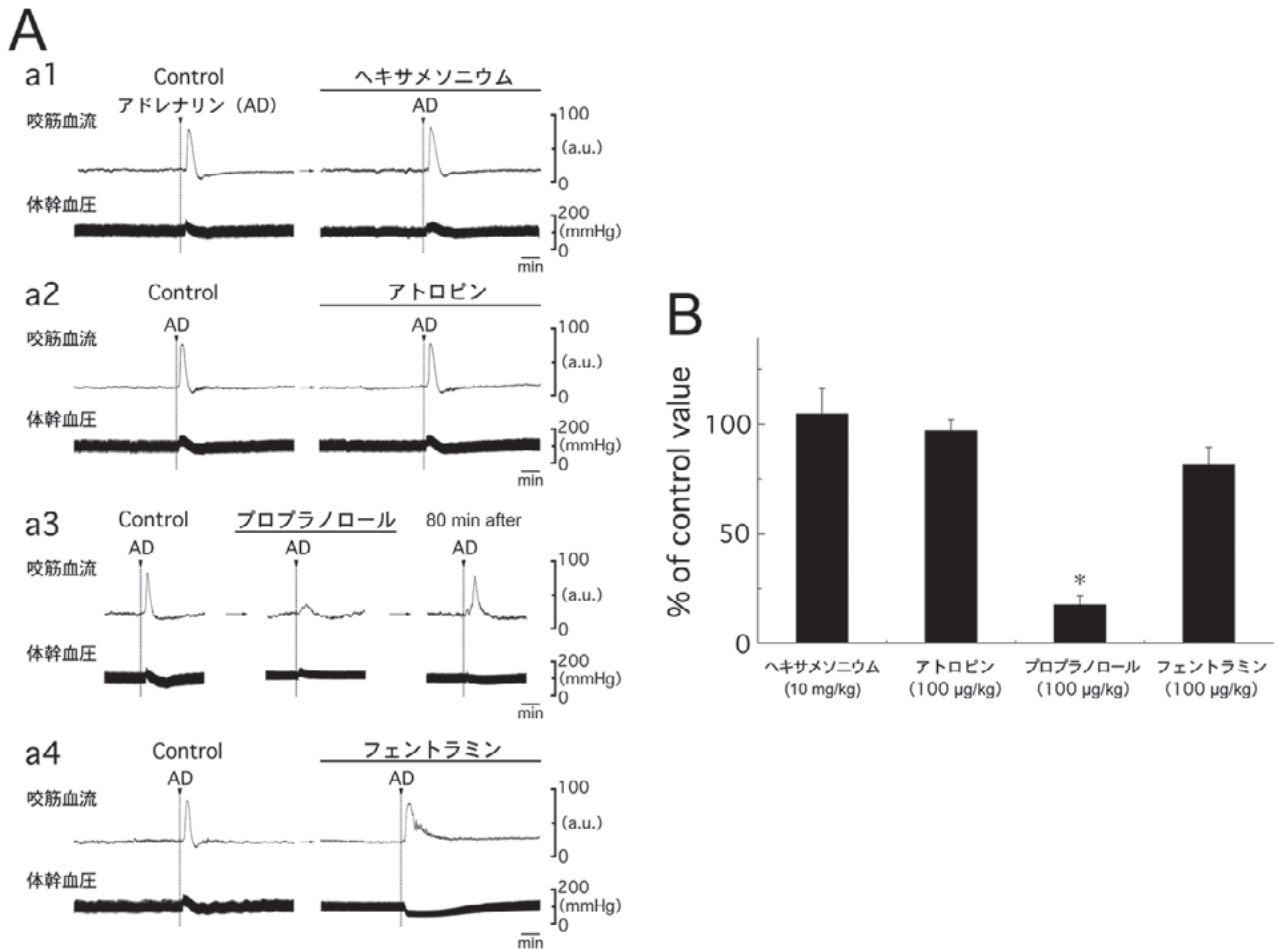 A
a1
Control
ヘキサメソニウム
アドレナリン（AD）
AD
咬筋血流
100
(a.u.)
0
体幹血圧
200
(mmHg)
0
min
a2
Control
アトロピン
AD
AD
咬筋血流
100
(a.u.)
0
体幹血圧
200
(mmHg)
0
min
a3
Control
プロプラノロール
80 min after
AD
AD
AD
咬筋血流
100
(a.u.)
0
体幹血圧
200
(mmHg)
0
min
a4
Control
フェントラミン
AD
AD
咬筋血流
100
(a.u.)
0
体幹血圧
200
(mmHg)
0
min
B
% of control value
100
50
0
*
ヘキサメソニウム
(10 mg/kg)
アトロピン
(100 μg/kg)
プロプラノロール
(100 μg/kg)
フェントラミン
(100 μg/kg)